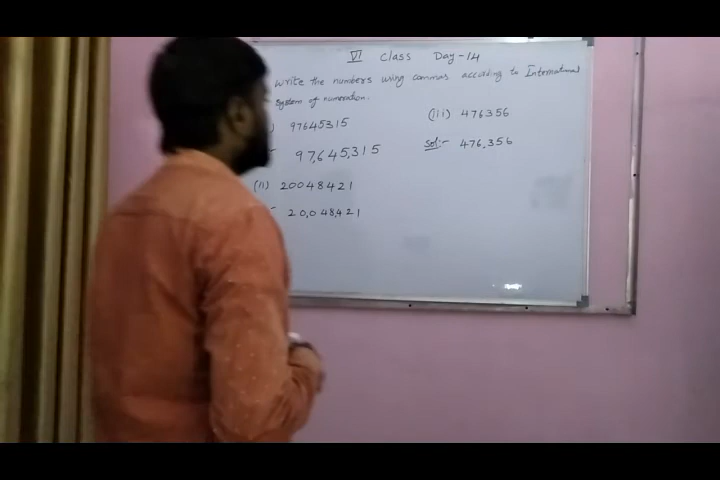 VI class Day-14
write the numbers using commas according to International
system of numeration.
) 97645315
97,645,315
(ii) 20048421
20,048,421
(iii) 476356
Sol:- 476,356